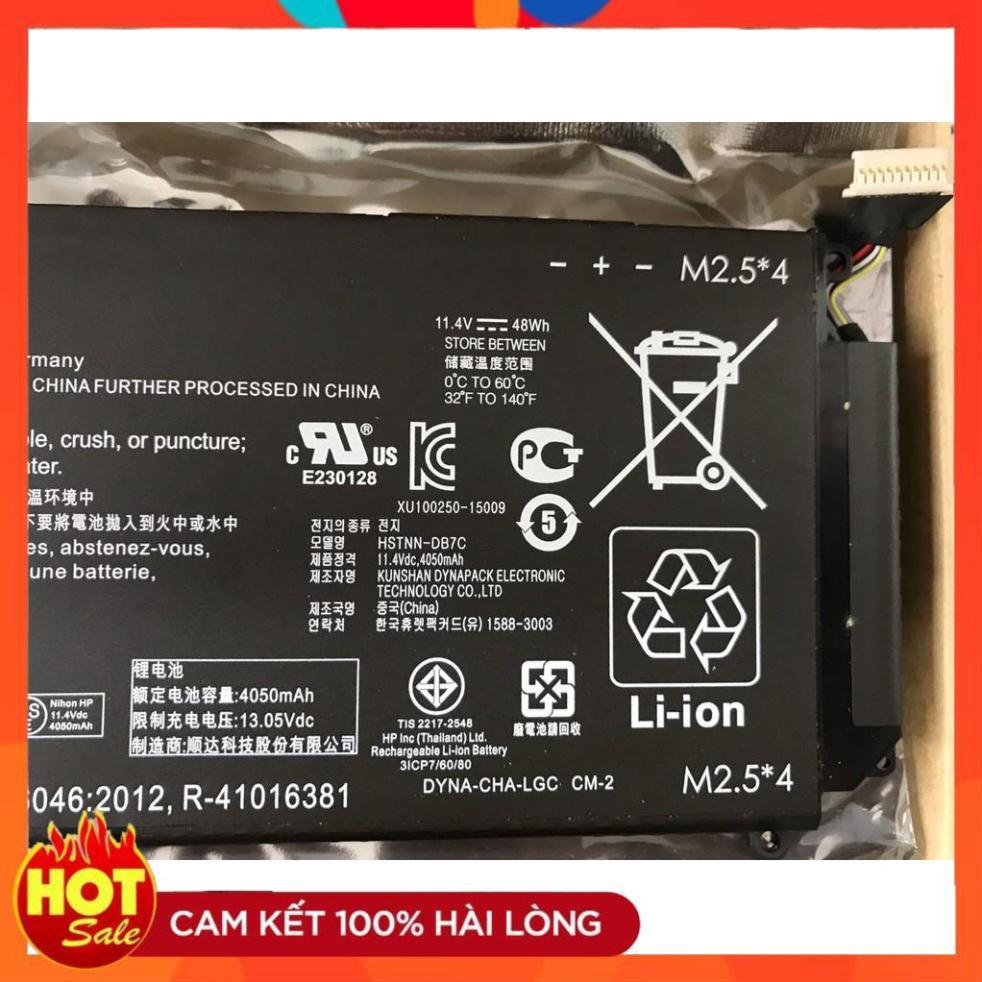 − + − M2.5*4
11.4V 48Wh
STORE BETWEEN
储藏温度范围
0°C TO 60°C
32°F TO 140°F
rmany
CHINA FURTHER PROCESSED IN CHINA
ble, crush, or puncture;
ater.
温环境中
不要將電池拋入到火中或水中
es, abstenez-vous,
une batterie,
c RU® US
E230128
PCT
XU100250-15009
5
전지의종류 전지
모델명 HSTNN-DB7C
제품정격 11.4Vdc,4050mAh
제조자명 KUNSHAN DYNAPACK ELECTRONIC
TECHNOLOGY CO.,LTD
제조국명 중국(China)
연락처 한국휴렛팩커드(유) 1588-3003
Nihon HP
11.4Vdc
4050mAh
锂电池
额定电池容量:4050mAh
限制充电电压:13.05Vdc
制造商:顺达科技股份有限公司
TIS 2217-2548
HP Inc (Thailand) Ltd.
Rechargeable Li-ion Battery
3ICP7/60/80
廢電池請回收
Li-ion
DYNA-CHA-LGC CM-2
M2.5*4
6046:2012, R-41016381
HOT
Sale
CAM KẾT 100% HÀI LÒNG